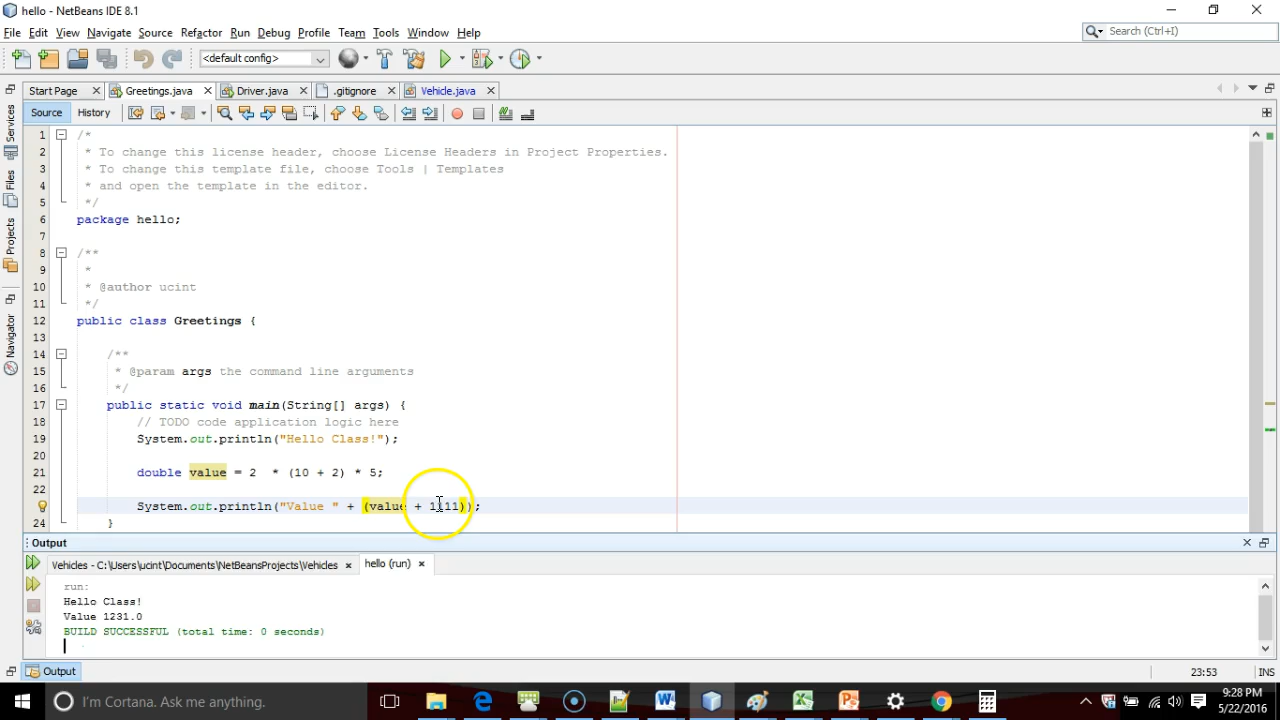 hello - NetBeans IDE 8.1
File Edit View Navigate Source Refactor Run Debug Profile Team Tools Window Help
Search (Ctrl+I)
<default config>
Start Page Greetings.java Driver.java .gitignore Vehicle.java
Source History
Services
Files
Projects
Navigator
1 /*
2 * To change this license header, choose License Headers in Project Properties.
3 * To change this template file, choose Tools | Templates
4 * and open the template in the editor.
5 */
6 package hello;
7
8 /**
9 *
10 * @author ucint
11 */
12 public class Greetings {
13
14 /**
15 * @param args the command line arguments
16 */
17 public static void main(String[] args) {
18 // TODO code application logic here
19 System.out.println("Hello Class!");
20
21 double value = 2  * (10 + 2) * 5;
22
System.out.println("Value " + (value + 1111));
24 }
Output
Vehicles - C:\Users\ucint\Documents\NetBeansProjects\Vehicles hello (run)
run:
Hello Class!
Value 1231.0
BUILD SUCCESSFUL (total time: 0 seconds)
Output
23:53 INS
I'm Cortana. Ask me anything.
9:28 PM
5/22/2016